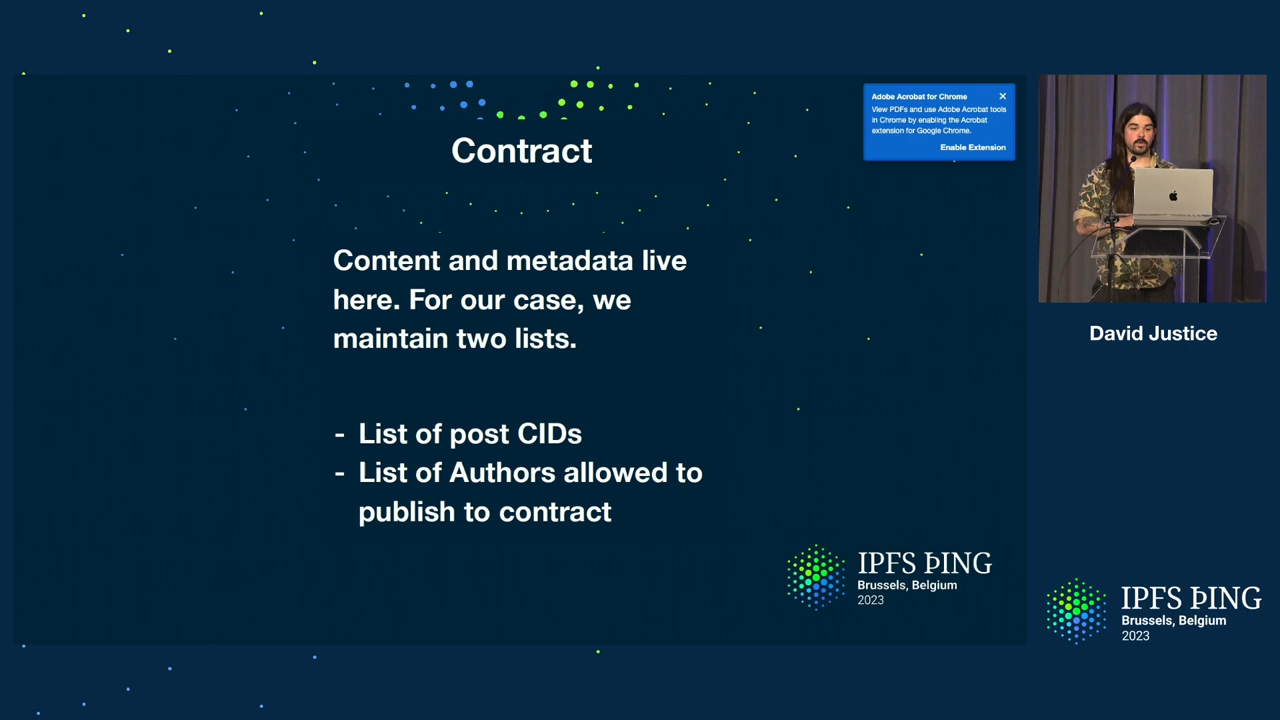 Contract
Content and metadata live
here. For our case, we
maintain two lists.
- List of post CIDs
- List of Authors allowed to
publish to contract
Adobe Acrobat for Chrome
View PDFs and use Adobe Acrobat tools
in Chrome by enabling the Acrobat
extension for Google Chrome.
Enable Extension
IPFS ÞING
Brussels, Belgium
2023
David Justice
IPFS ÞING
Brussels, Belgium
2023